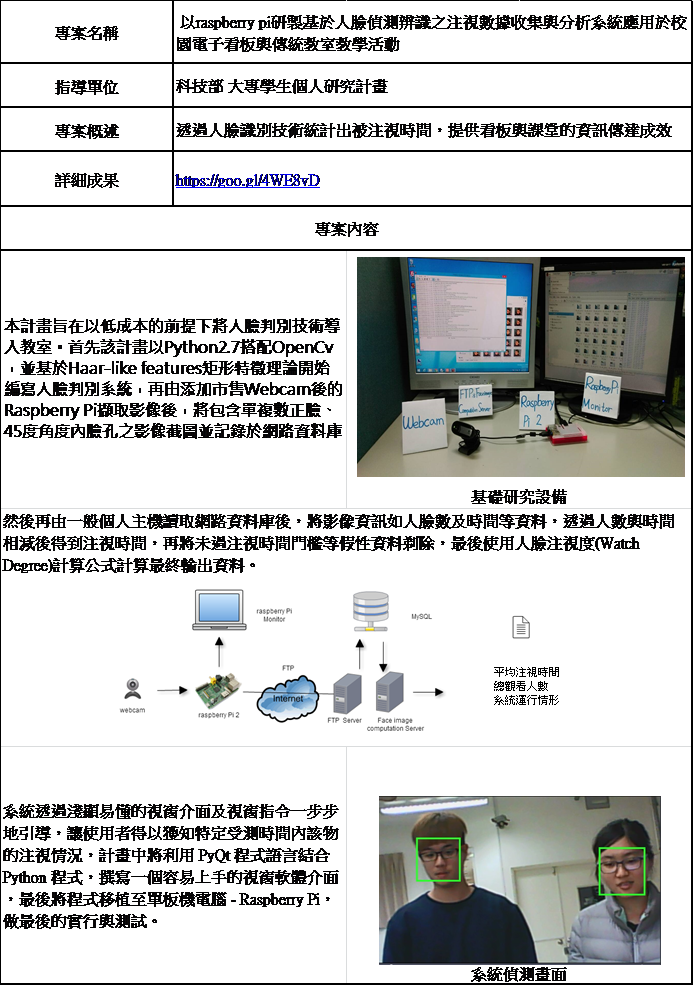 專案名稱
以raspberry pi研製基於人臉偵測辨識之注視數據收集與分析系統應用於校
園電子看板與傳統教室教學活動
指導單位
科技部 大專學生個人研究計畫
專案概述
透過人臉識別技術統計出被注視時間，提供看板與課堂的資訊傳達成效
詳細成果
https://goo.gl/4WE8vD
專案內容
本計畫旨在以低成本的前提下將人臉判別技術導
入教室。首先該計畫以Python2.7搭配OpenCv
，並基於Haar-like features矩形特徵理論開始
編寫人臉判別系統，再由添加市售Webcam後的
Raspberry Pi擷取影像後，將包含單複數正臉、
45度角度內臉孔之影像截圖並記錄於網路資料庫
Webcam
Computation Server
Raspberry
Pi 2
Raspberry Pi
Monitor
基礎研究設備
然後再由一般個人主機讀取網路資料庫後，將影像資訊如人臉數及時間等資料，透過人數與時間
相減後得到注視時間，再將未過注視時間門檻等假性資料剃除，最後使用人臉注視度(Watch
Degree)計算公式計算最終輸出資料。
raspberry Pi
Monitor
MySQL
FTP
Internet
webcam
raspberry Pi 2
FTP Server
Face image
computation Server
平均注視時間
總觀看人數
系統運行情形
系統透過淺顯易懂的視窗介面及視窗指令一步步
地引導，讓使用者得以獲知特定受測時間內該物
的注視情況，計畫中將利用 PyQt 程式語言結合
Python 程式，撰寫一個容易上手的視窗軟體介面
，最後將程式移植至單板機電腦 - Raspberry Pi，
做最後的實行與測試。
系統偵測畫面